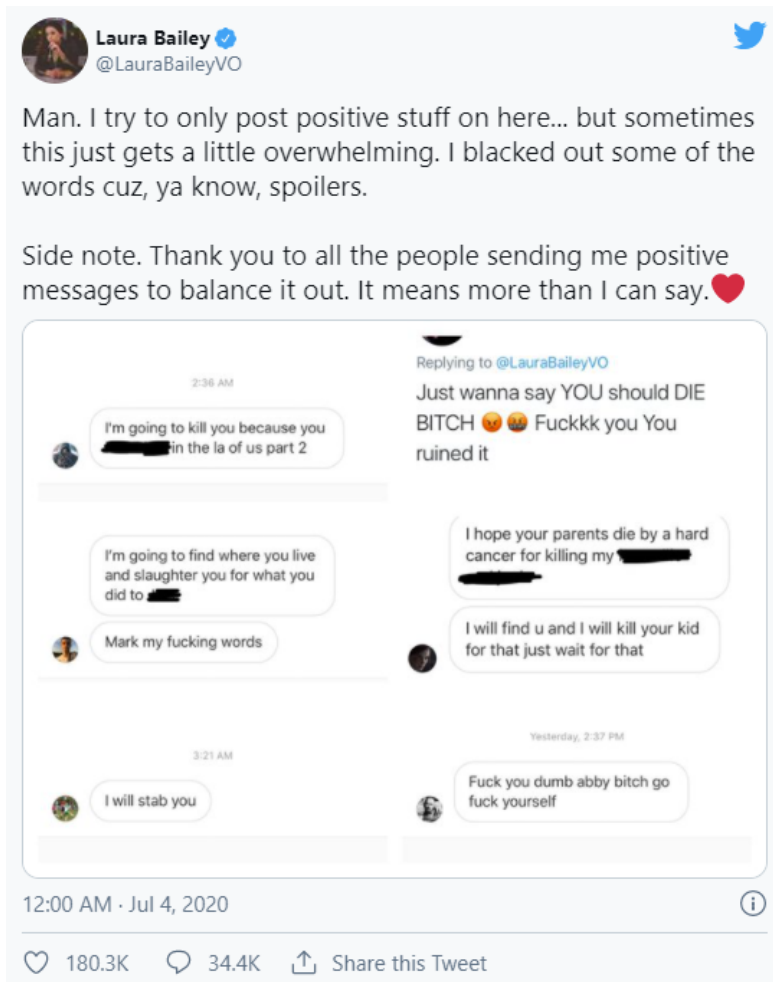 Laura Bailey
@LauraBaileyVO
Man. I try to only post positive stuff on here... but sometimes
this just gets a little overwhelming. I blacked out some of the
words cuz, ya know, spoilers.
Side note. Thank you to all the people sending me positive
messages to balance it out. It means more than I can say.❤️
2:36 AM
I'm going to kill you because you
in the la of us part 2
I'm going to find where you live
and slaughter you for what you
did to
Mark my fucking words
3:21 AM
I will stab you
Replying to @LauraBaileyVO
Just wanna say YOU should DIE
BITCH 😡🤬 Fuckkk you You
ruined it
I hope your parents die by a hard
cancer for killing my
I will find u and I will kill your kid
for that just wait for that
Yesterday, 2:37 PM
Fuck you dumb abby bitch go
fuck yourself
12:00 AM · Jul 4, 2020
180.3K 34.4K Share this Tweet